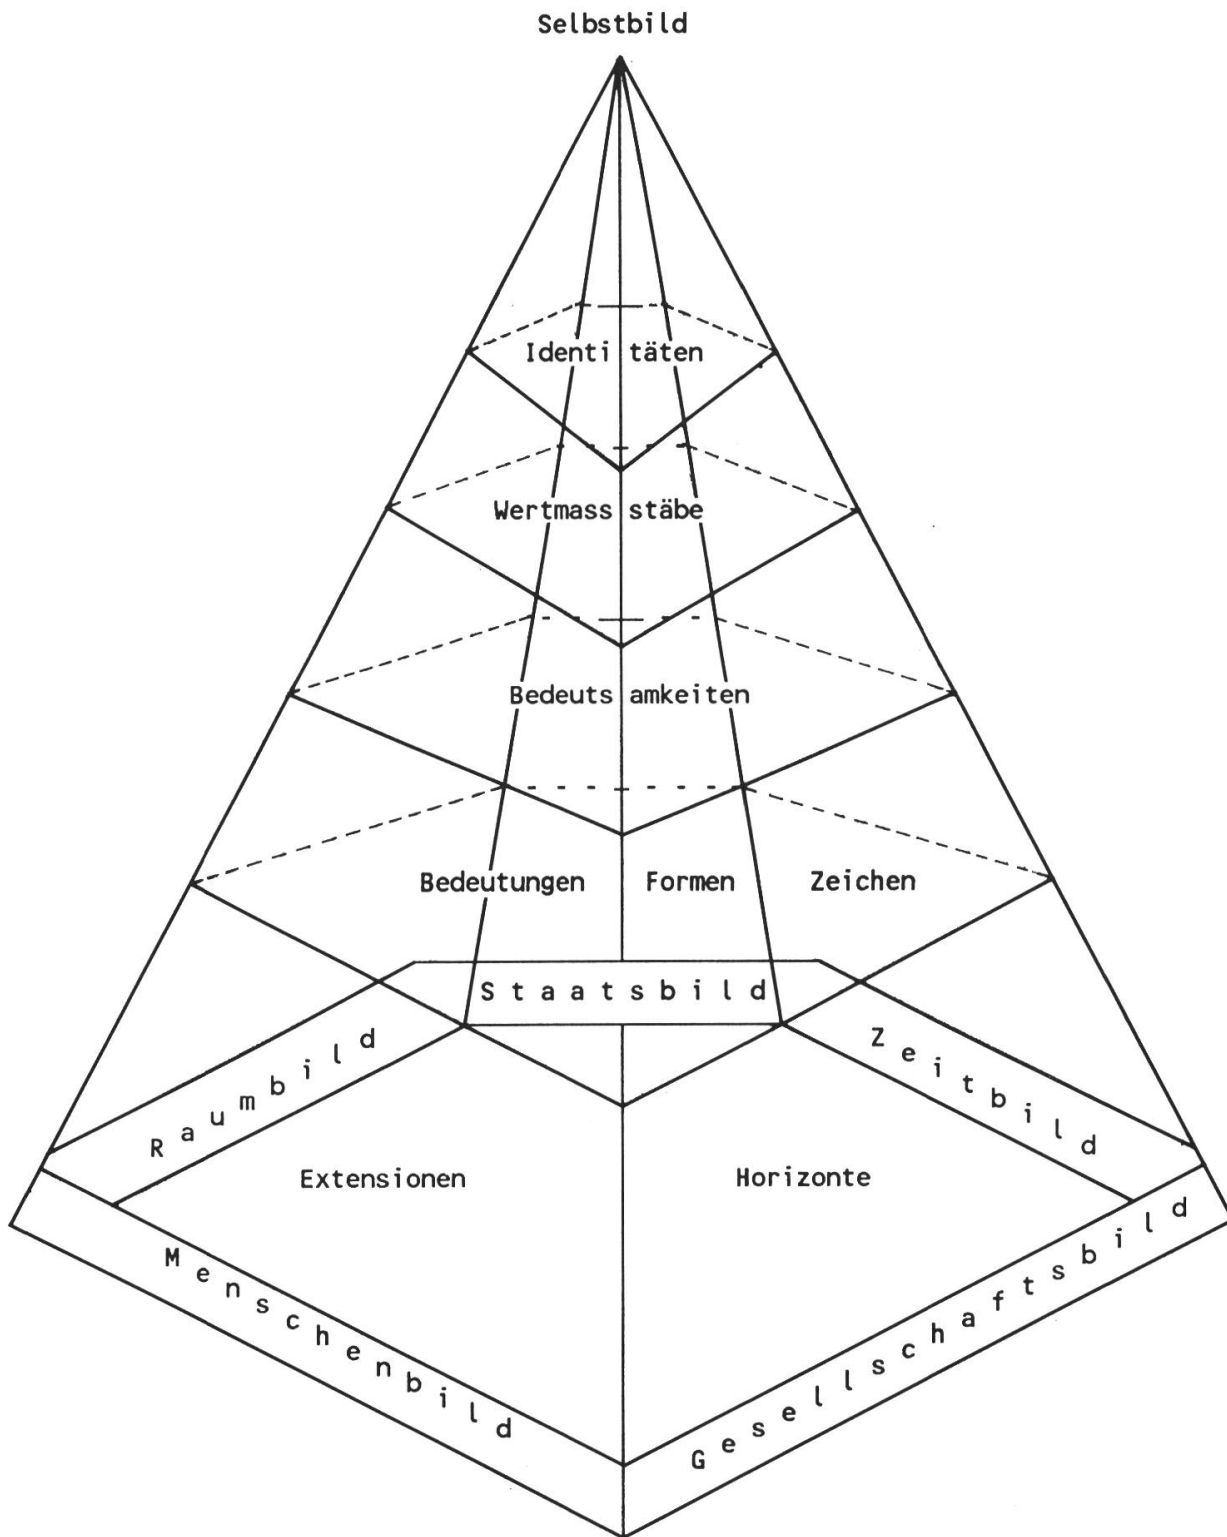 Selbstbild
Identi täten
Wertmass stäbe
Bedeuts amkeiten
Bedeutungen Formen Zeichen
Staatsbild
Raumbild
Zeitbild
Extensionen Horizonte
Menschenbild
Gesellschaftsbild